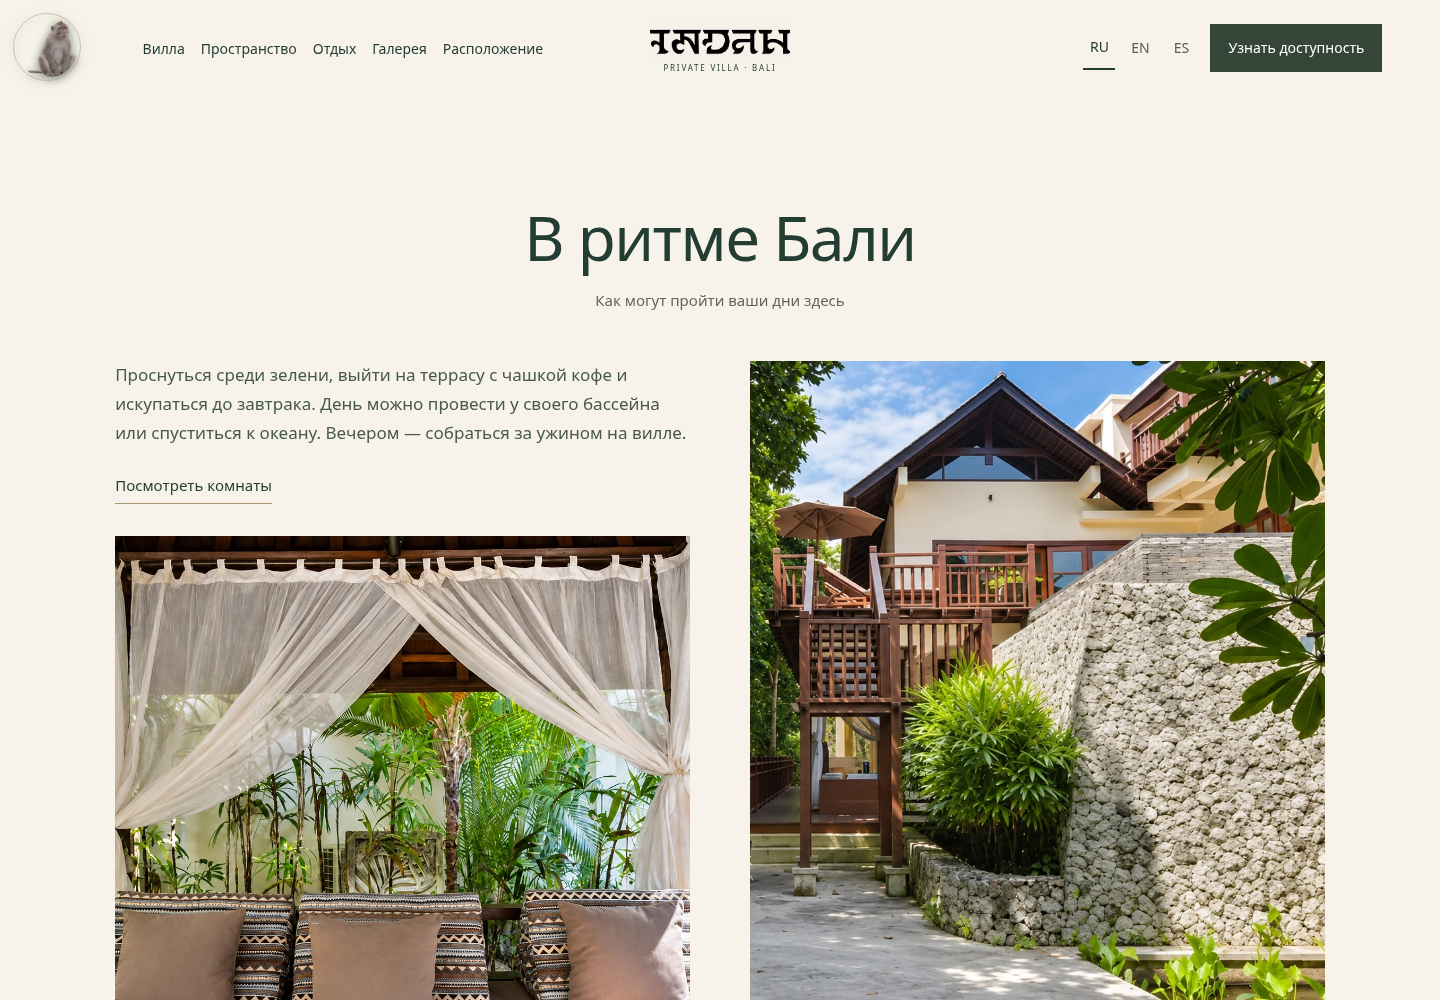 Вилла Пространство Отдых Галерея Расположение
INDAH
PRIVATE VILLA · BALI
RU EN ES Узнать доступность
В ритме Бали
Как могут пройти ваши дни здесь
Проснуться среди зелени, выйти на террасу с чашкой кофе и
искупаться до завтрака. День можно провести у своего бассейна
или спуститься к океану. Вечером — собраться за ужином на вилле.
Посмотреть комнаты